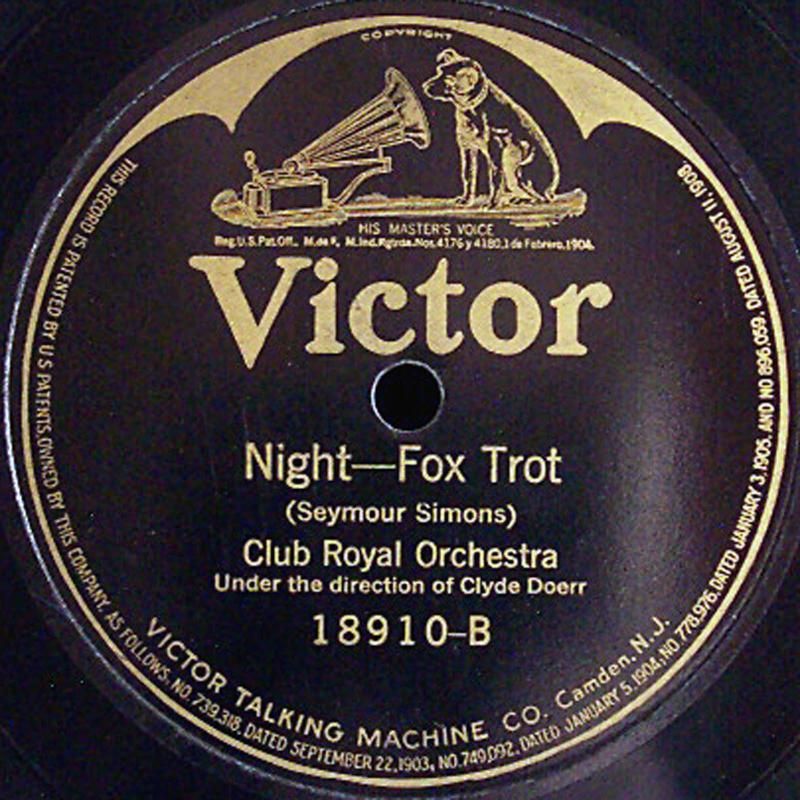 COPYRIGHT
HIS MASTER'S VOICE
Reg. U.S. Pat. Off. M. de F. M. Ind. Rgtrda. Nos. 4176 y 4180, 1 de Febrero, 1904.
Victor
Night—Fox Trot
(Seymour Simons)
Club Royal Orchestra
Under the direction of Clyde Doerr
18910-B
VICTOR TALKING MACHINE CO. Camden, N.J.
THIS RECORD IS PATENTED BY U S PATENTS, OWNED BY THIS COMPANY, AS FOLLOWS, NO. 739,318, DATED SEPTEMBER 22, 1903, NO. 749,092, DATED JANUARY 5, 1904, NO. 778,976, DATED JANUARY 3, 1905, AND NO 896,059, DATED AUGUST 11, 1908.